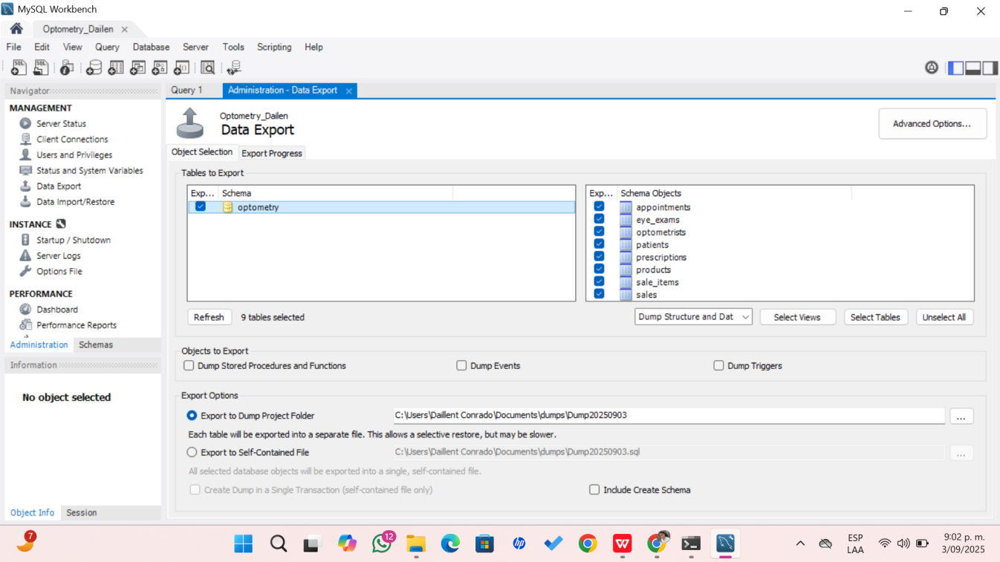 MySQL Workbench
Optometry_Dailen
File Edit View Query Database Server Tools Scripting Help
Navigator
MANAGEMENT
Server Status
Client Connections
Users and Privileges
Status and System Variables
Data Export
Data Import/Restore
INSTANCE
Startup / Shutdown
Server Logs
Options File
PERFORMANCE
Dashboard
Performance Reports
Administration Schemas
Information
No object selected
Object Info Session
Query 1 Administration - Data Export
Optometry_Dailen
Data Export
Advanced Options...
Object Selection Export Progress
Tables to Export
Exp... Schema
optometry
Exp... Schema Objects
appointments
eye_exams
optometrists
patients
prescriptions
products
sale_items
sales
Refresh 9 tables selected Dump Structure and Dat Select Views Select Tables Unselect All
Objects to Export
Dump Stored Procedures and Functions Dump Events Dump Triggers
Export Options
Export to Dump Project Folder C:\Users\Daillent Conrado\Documents\dumps\Dump20250903 ...
Each table will be exported into a separate file. This allows a selective restore, but may be slower.
Export to Self-Contained File C:\Users\Daillent Conrado\Documents\dumps\Dump20250903.sql ...
All selected database objects will be exported into a single, self-contained file.
Create Dump in a Single Transaction (self-contained file only) Include Create Schema
7
12
ESP
LAA
9:02 p. m.
3/09/2025